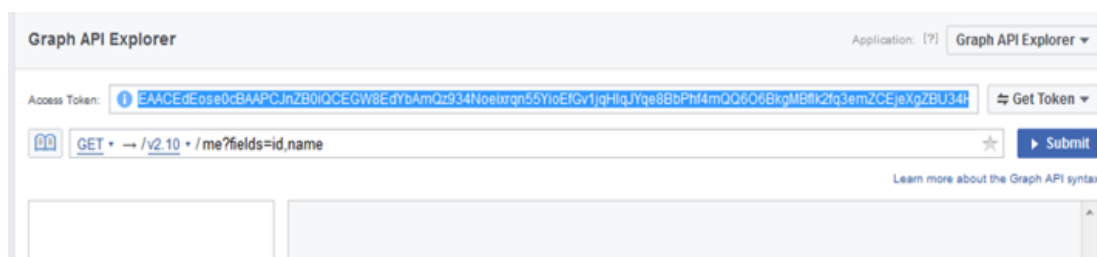 Graph API Explorer Application: [?] Graph API Explorer
Access Token: Get Token
GET → /v2.10 /me?fields=id,name Submit
Learn more about the Graph API syntax